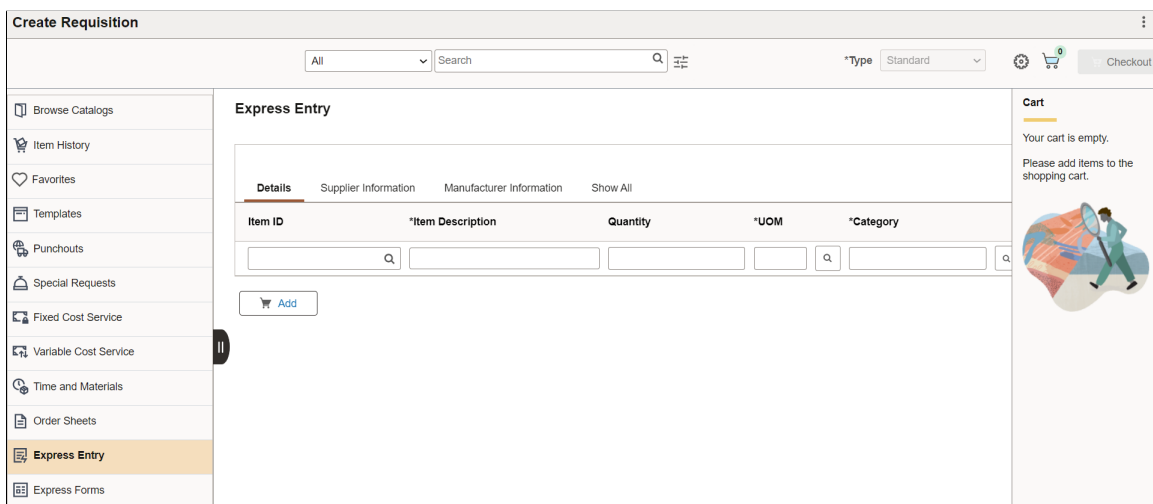 Create Requisition
All
Search
*Type
Standard
0
Checkout
Browse Catalogs
Item History
Favorites
Templates
Punchouts
Special Requests
Fixed Cost Service
Variable Cost Service
Time and Materials
Order Sheets
Express Entry
Express Forms
Express Entry
Details Supplier Information Manufacturer Information Show All
Item ID *Item Description Quantity *UOM *Category
Add
Cart
Your cart is empty.
Please add items to the
shopping cart.